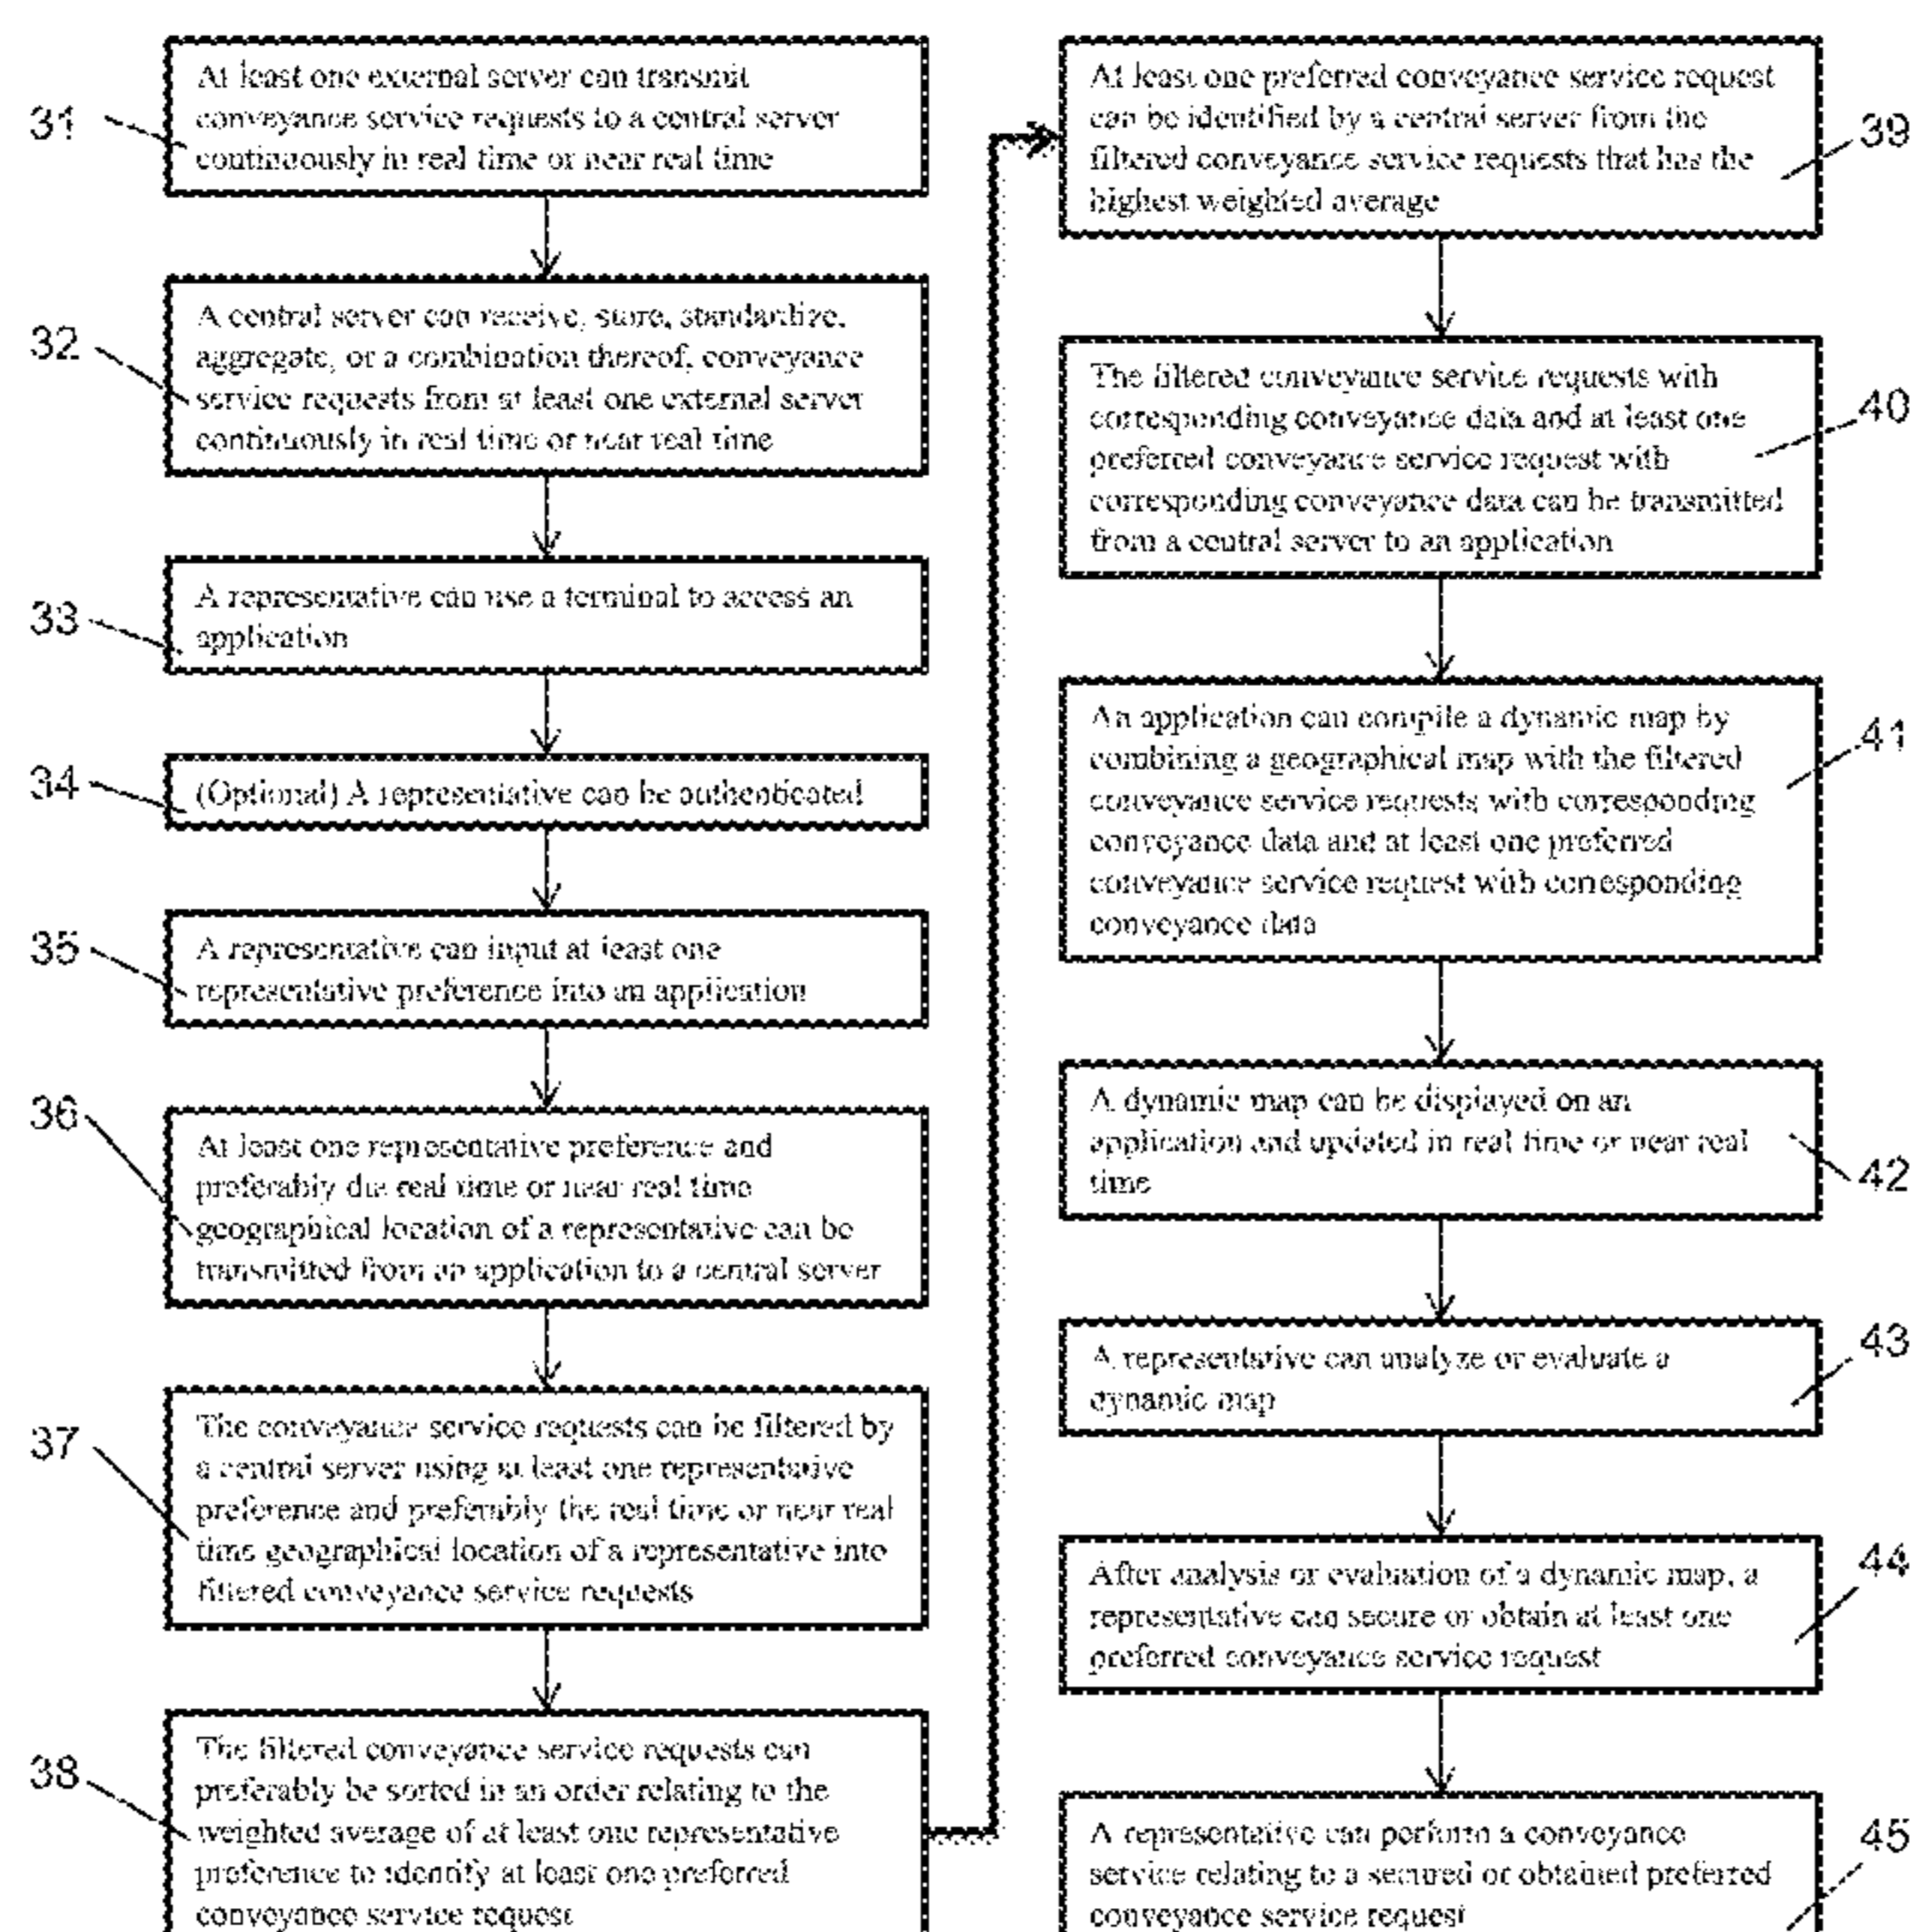 31
At least one external server can transmit
conveyance service requests to a central server
continuously in real time or near real time
32
A central server can receive, store, standardize,
aggregate, or a combination thereof, conveyance
service requests from at least one external server
continuously in real time or near real time
33
A representative can use a terminal to access an
application
34
(Optional) A representative can be authenticated
35
A representative can input at least one
representative preference into an application
36
At least one representative preference and
preferably the real time or near real time
geographical location of a representative can be
transmitted from an application to a central server
37
The conveyance service requests can be filtered by
a central server using at least one representative
preference and preferably the real time or near real
time geographical location of a representative into
filtered conveyance service requests
38
The filtered conveyance service requests can
preferably be sorted in an order relating to the
weighted average of at least one representative
preference to identify at least one preferred
conveyance service request
39
At least one preferred conveyance service request
can be identified by a central server from the
filtered conveyance service requests that has the
highest weighted average
40
The filtered conveyance service requests with
corresponding conveyance data and at least one
preferred conveyance service request with
corresponding conveyance data can be transmitted
from a central server to an application
41
An application can compile a dynamic map by
combining a geographical map with the filtered
conveyance service requests with corresponding
conveyance data and at least one preferred
conveyance service request with corresponding
conveyance data
42
A dynamic map can be displayed on an
application and updated in real time or near real
time
43
A representative can analyze or evaluate a
dynamic map
44
After analysis or evaluation of a dynamic map, a
representative can secure or obtain at least one
preferred conveyance service request
45
A representative can perform a conveyance
service relating to a secured or obtained preferred
conveyance service request